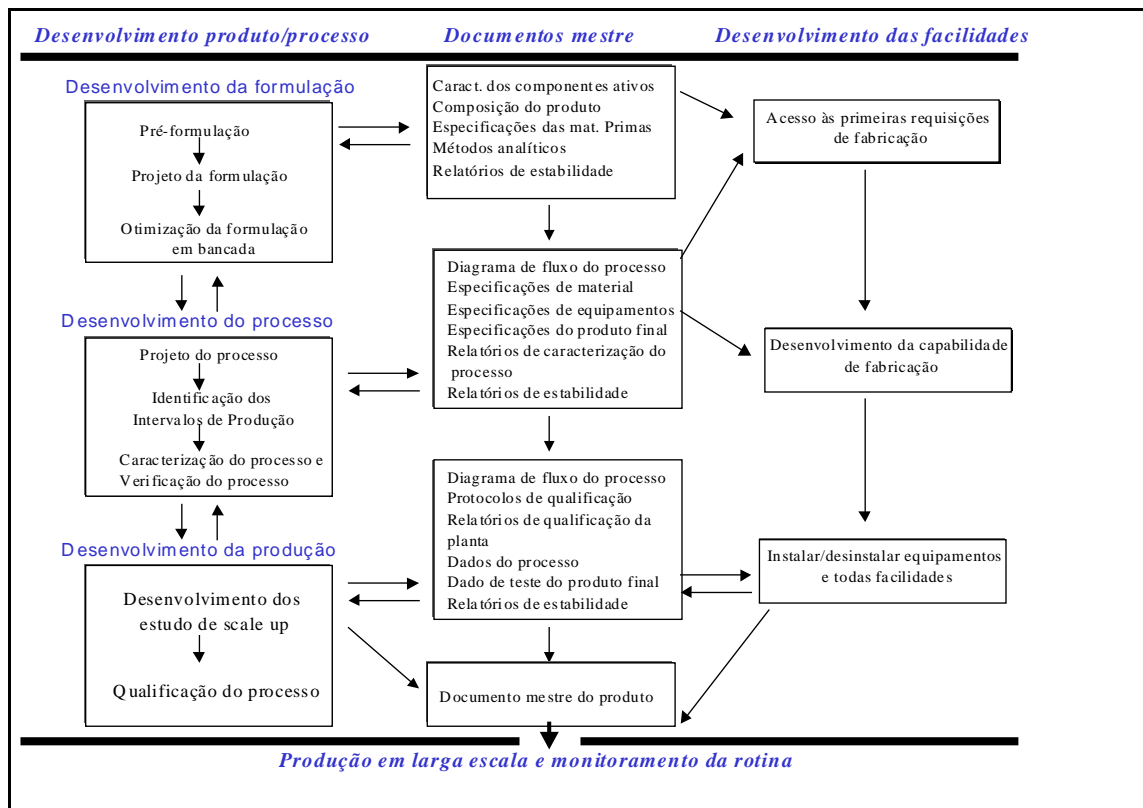 Desenvolvimento produto/processo
Documentos mestre
Desenvolvimento das facilidades
Desenvolvimento da formulação
Pré-formulação
Projeto da formulação
Otimização da formulação
em bancada
Caract. dos componentes ativos
Composição do produto
Especificações das mat. Primas
Métodos analíticos
Relatórios de estabilidade
Acesso às primeiras requisições
de fabricação
Desenvolvimento do processo
Projeto do processo
Identificação dos
Intervalos de Produção
Caracterização do processo e
Verificação do processo
Diagrama de fluxo do processo
Especificações de material
Especificações de equipamentos
Especificações do produto final
Relatórios de caracterização do
processo
Relatórios de estabilidade
Desenvolvimento da capabilidade
de fabricação
Desenvolvimento da produção
Desenvolvimento dos
estudo de scale up
Qualificação do processo
Diagrama de fluxo do processo
Protocolos de qualificação
Relatórios de qualificação da
planta
Dados do processo
Dado de teste do produto final
Relatórios de estabilidade
Instalar/desinstalar equipamentos
e todas facilidades
Documento mestre do produto
Produção em larga escala e monitoramento da rotina